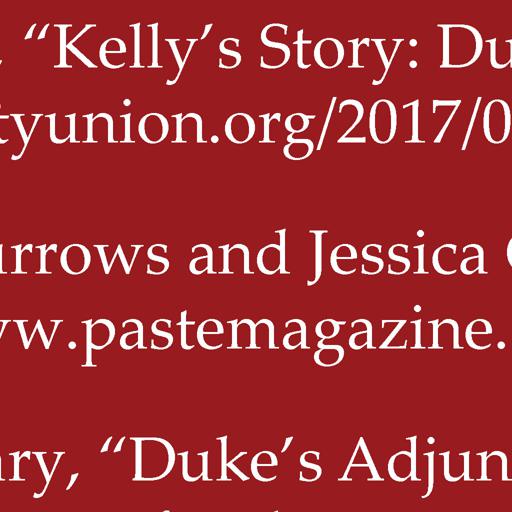 , “Kelly’s Story: Du
tyunion.org/2017/0
urrows and Jessica
ww.pastemagazine.
ary, “Duke’s Adjun